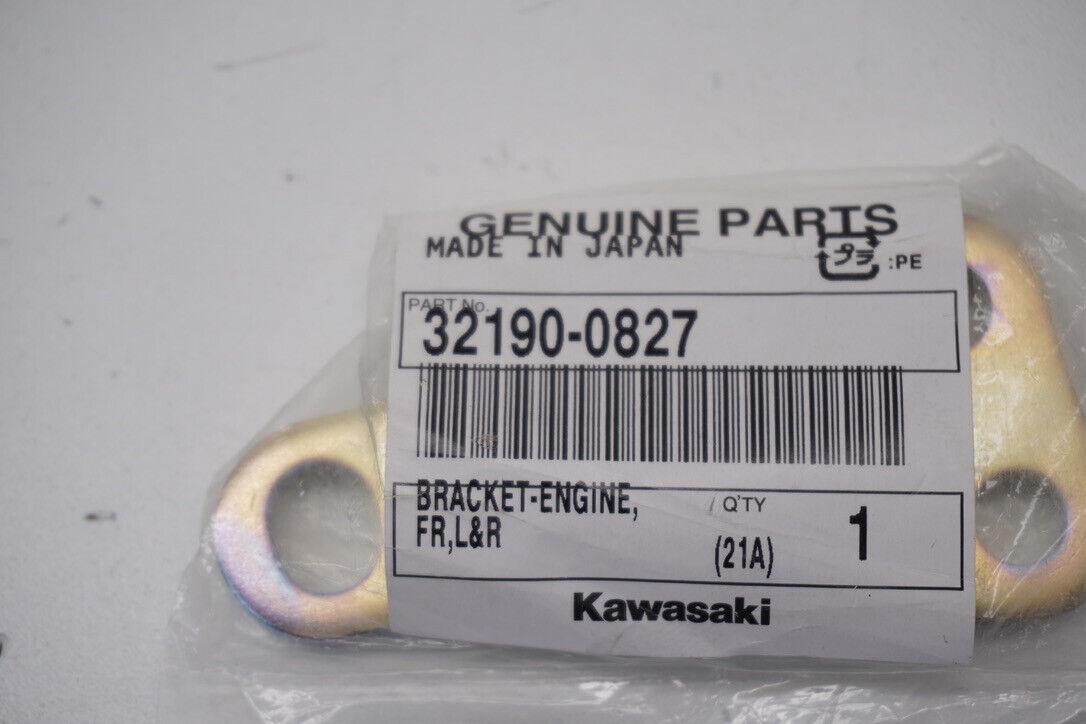 GENUINE PARTS
MADE IN JAPAN
プラ :PE
PART No.
32190-0827
BRACKET-ENGINE,
FR,L&R
Q'TY
(21A)
1
Kawasaki